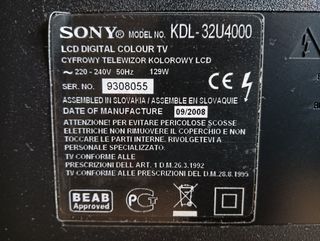 SONY® MODEL NO. KDL-32U4000
LCD DIGITAL COLOUR TV
CYFROWY TELEWIZOR KOLOROWY LCD
~ 220 - 240V 50Hz 129W
SER. NO. 9308055
ASSEMBLED IN SLOVAKIA / ASSEMBLE EN SLOVAQUIE
DATE OF MANUFACTURE 09/2008
ATTENZIONE! PER EVITARE PERICOLOSE SCOSSE
ELETTRICHE NON RIMUOVERE IL COPERCHIO E NON
TOCCARE LE PARTI INTERNE. RIVOLGETEVI A
PERSONALE SPECIALIZZATO.
TV CONFORME ALLE
PRESCRIZIONI DELL' ART. 1 D.M. 26.3.1992
TV CONFORME ALLE
PRESCRIZIONI DEL D.M. 28.8.1995
CE
BEAB
Approved